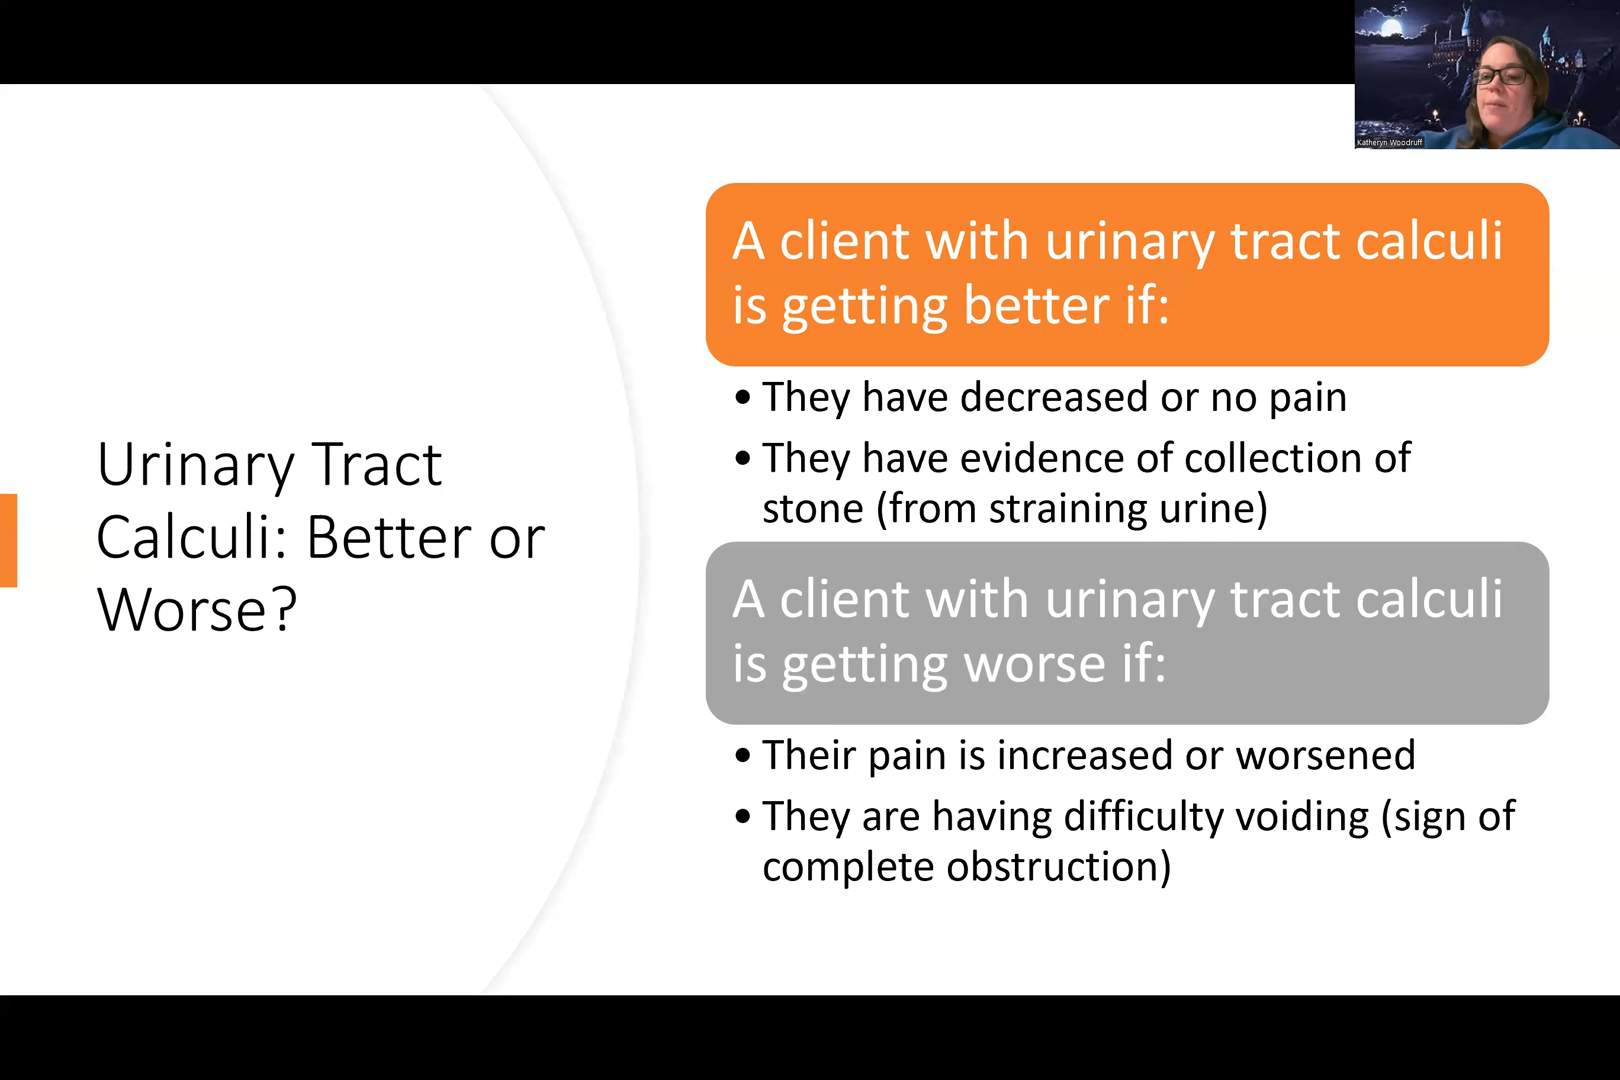 Katheryn Woodruff
Urinary Tract
Calculi: Better or
Worse?
A client with urinary tract calculi
is getting better if:
• They have decreased or no pain
• They have evidence of collection of
stone (from straining urine)
A client with urinary tract calculi
is getting worse if:
• Their pain is increased or worsened
• They are having difficulty voiding (sign of
complete obstruction)